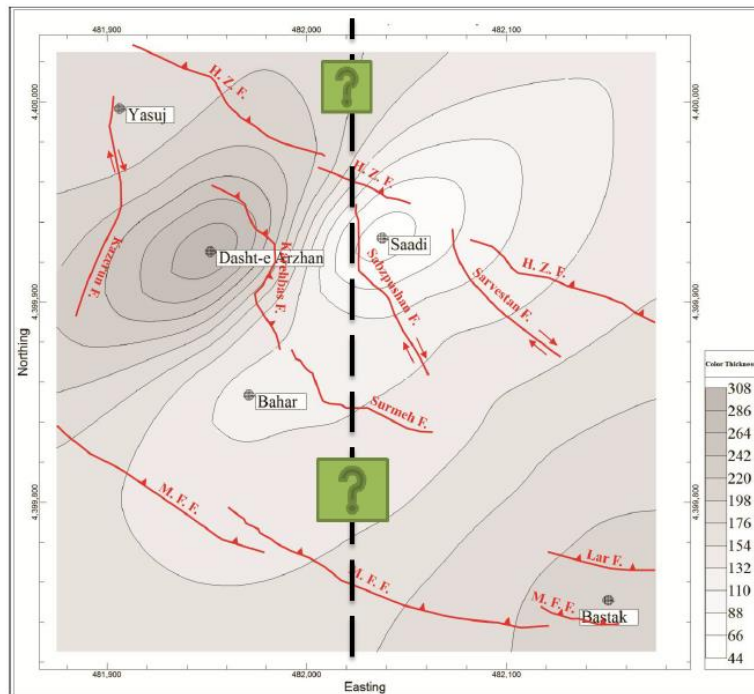 481,900
482,000
482,100
4,400,000
4,399,900
4,399,800
Northing
H. Z. F.
Yasuj
H. Z. F.
Kazerun F.
Dasht-e Arzhan
Karehbas F.
Saadi
Sabzpushan F.
Sarvestan F.
H. Z. F.
Bahar
Surmeh F.
M. F. F.
M. F. F.
Lar F.
M. F. F.
Bastak
Color Thickness
308
286
264
242
220
198
176
154
132
110
88
66
44
481,900
482,000
482,100
Easting
?
?